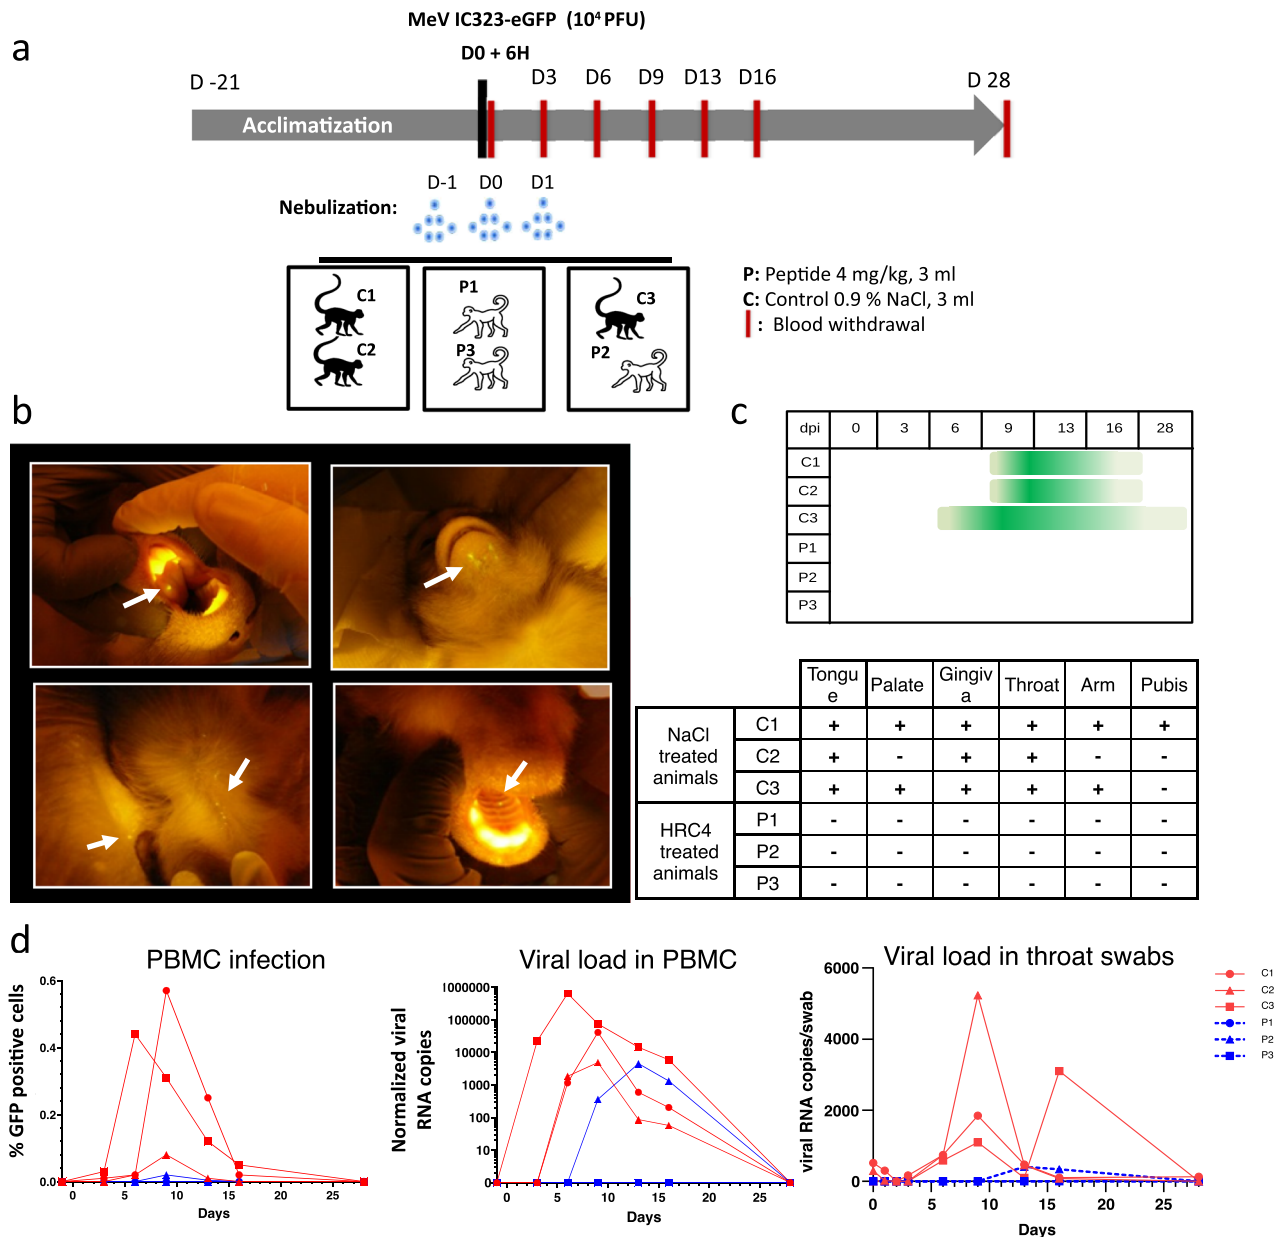 MeV IC323-eGFP (10⁴ PFU)
a
D0 + 6H
D -21
D3
D6
D9
D13
D16
D 28
Acclimatization
D-1
D0
D1
Nebulization:
C1
C2
P1
P3
C3
P2
P: Peptide 4 mg/kg, 3 ml
C: Control 0.9 % NaCl, 3 ml
: Blood withdrawal
b
c
dpi 0 3 6 9 13 16 28
C1
C2
C3
P1
P2
P3
Tongu
e
Palate
Gingiv
a
Throat
Arm
Pubis
NaCl
treated
animals
C1 + + + + + +
C2 + - + + - -
C3 + + + + + -
HRC4
treated
animals
P1 - - - - - -
P2 - - - - - -
P3 - - - - - -
d
PBMC infection
% GFP positive cells
0.6
0.4
0.2
0.0
0 5 10 15 20 25
Days
Viral load in PBMC
Normalized viral
RNA copies
1000000
100000
10000
1000
100
10
0
0 5 10 15 20 25
Days
Viral load in throat swabs
viral RNA copies/swab
6000
4000
2000
0
0 5 10 15 20 25
Days
C1
C2
C3
P1
P2
P3